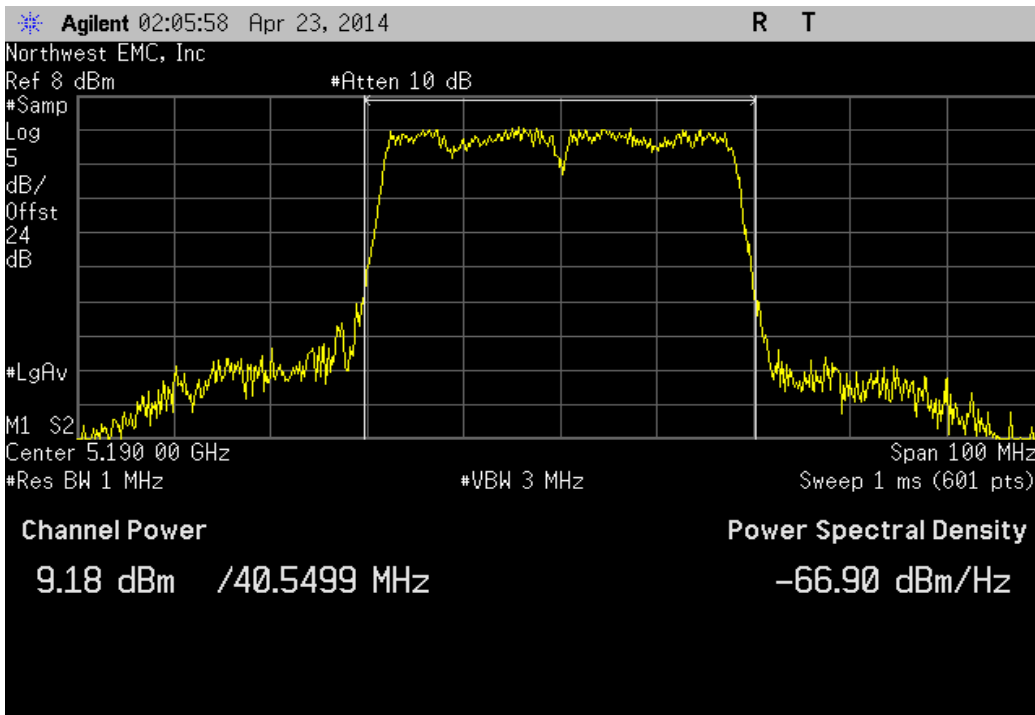 Agilent 02:05:58 Apr 23, 2014 R T
Northwest EMC, Inc
Ref 8 dBm #Atten 10 dB
#Samp
Log
5
dB/
Offst
24
dB
#LgAv
M1 S2
Center 5.190 00 GHz Span 100 MHz
#Res BW 1 MHz #VBW 3 MHz Sweep 1 ms (601 pts)
Channel Power Power Spectral Density
9.18 dBm /40.5499 MHz -66.90 dBm/Hz